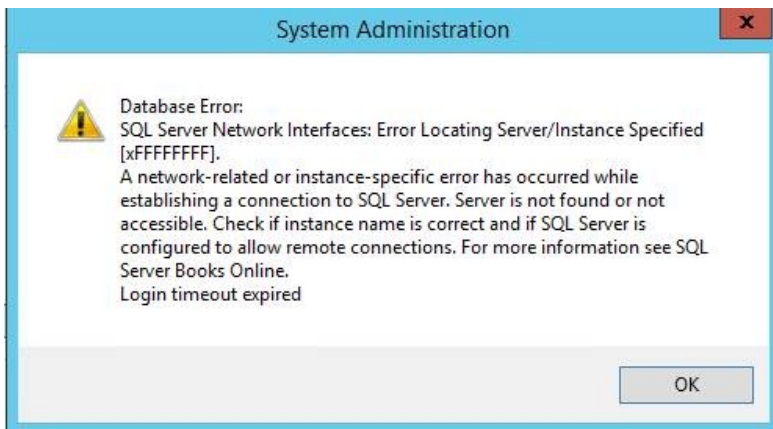 System Administration
x
Database Error:
SQL Server Network Interfaces: Error Locating Server/Instance Specified
[xFFFFFFFF].
A network-related or instance-specific error has occurred while
establishing a connection to SQL Server. Server is not found or not
accessible. Check if instance name is correct and if SQL Server is
configured to allow remote connections. For more information see SQL
Server Books Online.
Login timeout expired
OK